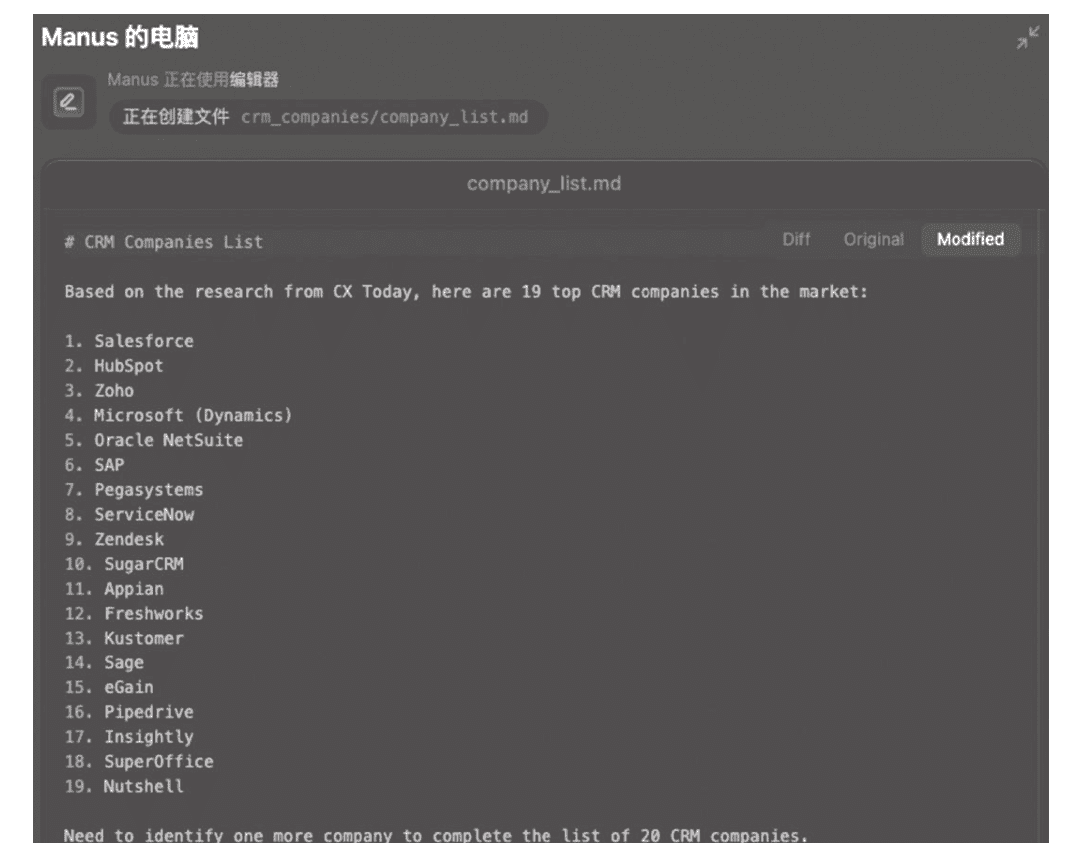 Manus 的电脑
Manus 正在使用编辑器
正在创建文件 crm_companies/company_list.md
company_list.md
# CRM Companies List
Diff Original Modified
Based on the research from CX Today, here are 19 top CRM companies in the market:
1. Salesforce
2. HubSpot
3. Zoho
4. Microsoft (Dynamics)
5. Oracle NetSuite
6. SAP
7. Pegasystems
8. ServiceNow
9. Zendesk
10. SugarCRM
11. Appian
12. Freshworks
13. Kustomer
14. Sage
15. eGain
16. Pipedrive
17. Insightly
18. SuperOffice
19. Nutshell
Need to identify one more company to complete the list of 20 CRM companies.